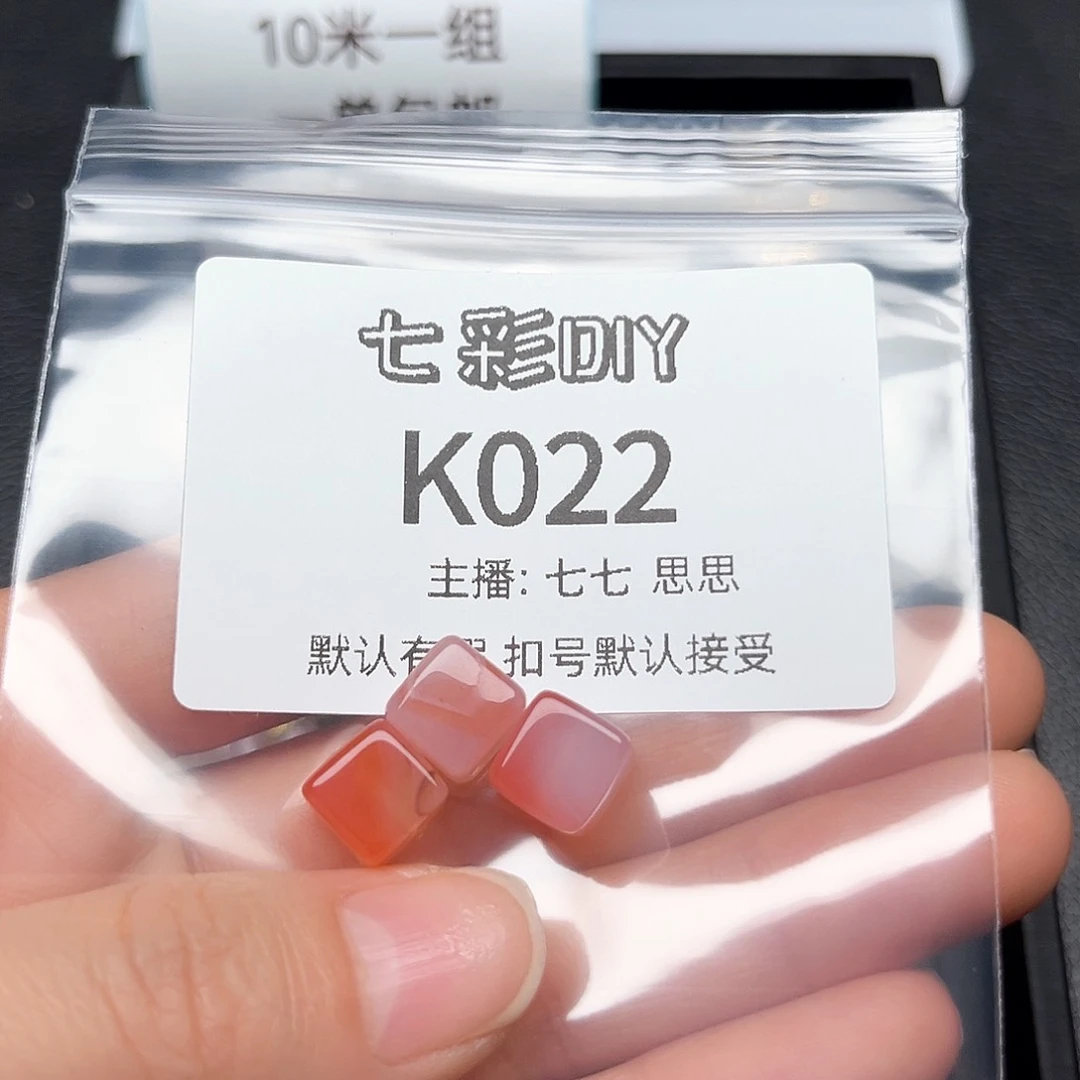 10米一组
七彩DIY
K022
主播: 七七 思思
默认有 扣号默认接受